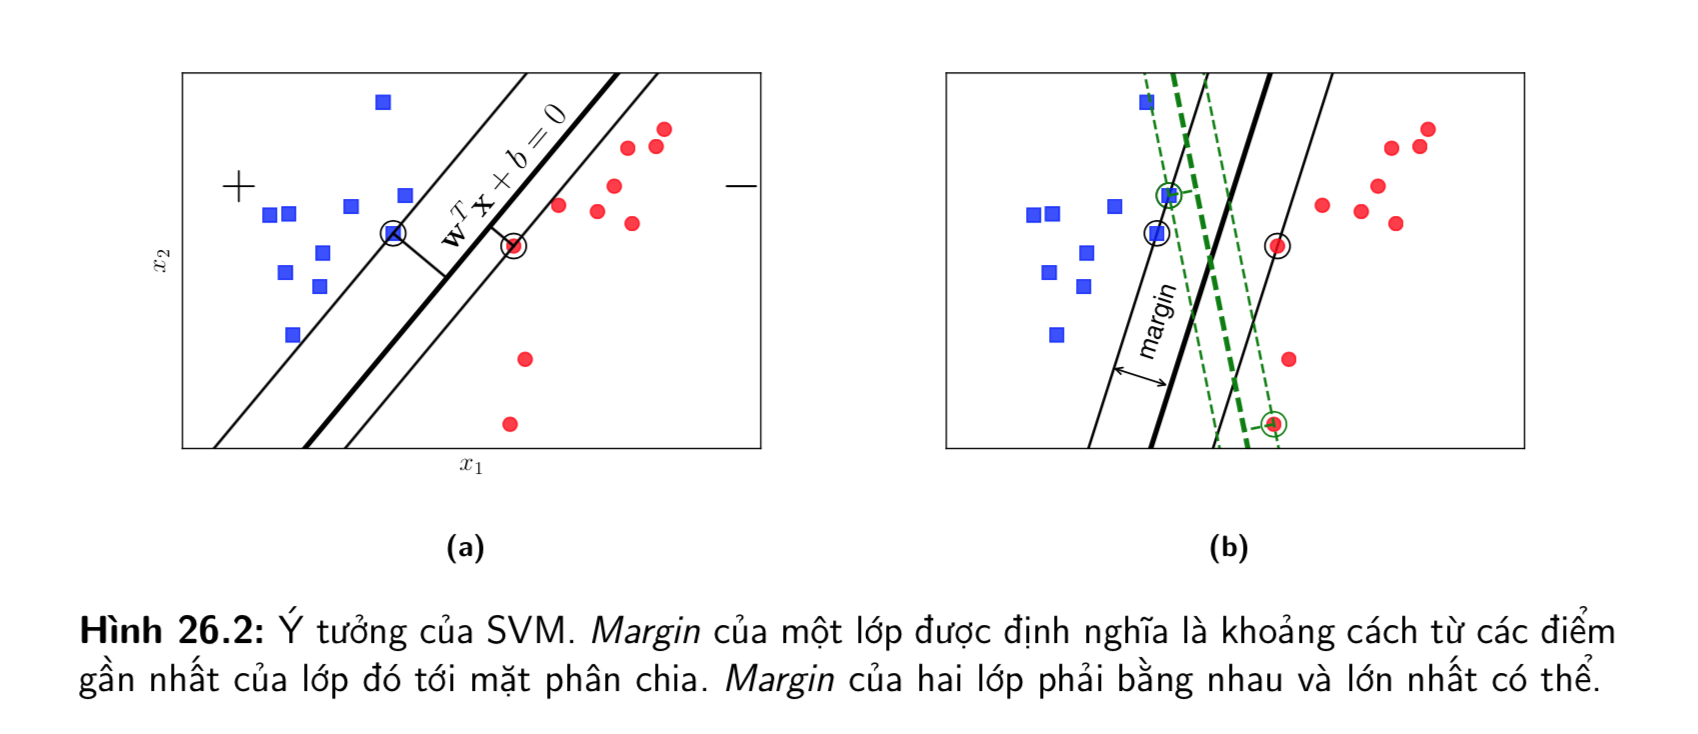 +
w^T x + b = 0
−
x_2
x_1
margin
(a)
(b)
Hình 26.2: Ý tưởng của SVM. Margin của một lớp được định nghĩa là khoảng cách từ các điểm
gần nhất của lớp đó tới mặt phân chia. Margin của hai lớp phải bằng nhau và lớn nhất có thể.